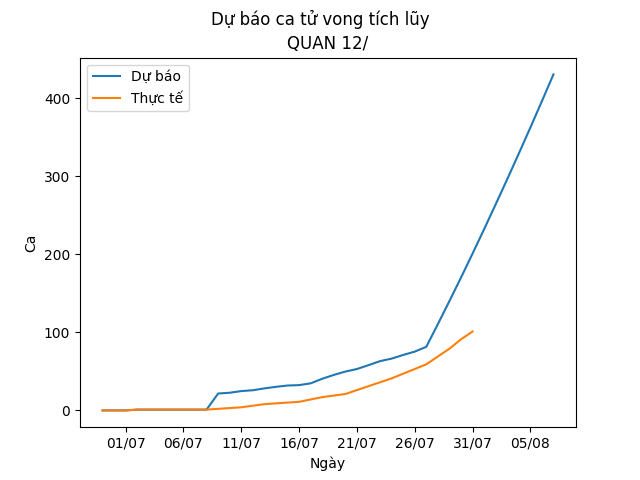 Dự báo ca tử vong tích lũy
QUAN 12/
Dự báo
Thực tế
400
300
200
100
0
Ca
01/07 06/07 11/07 16/07 21/07 26/07 31/07 05/08
Ngày